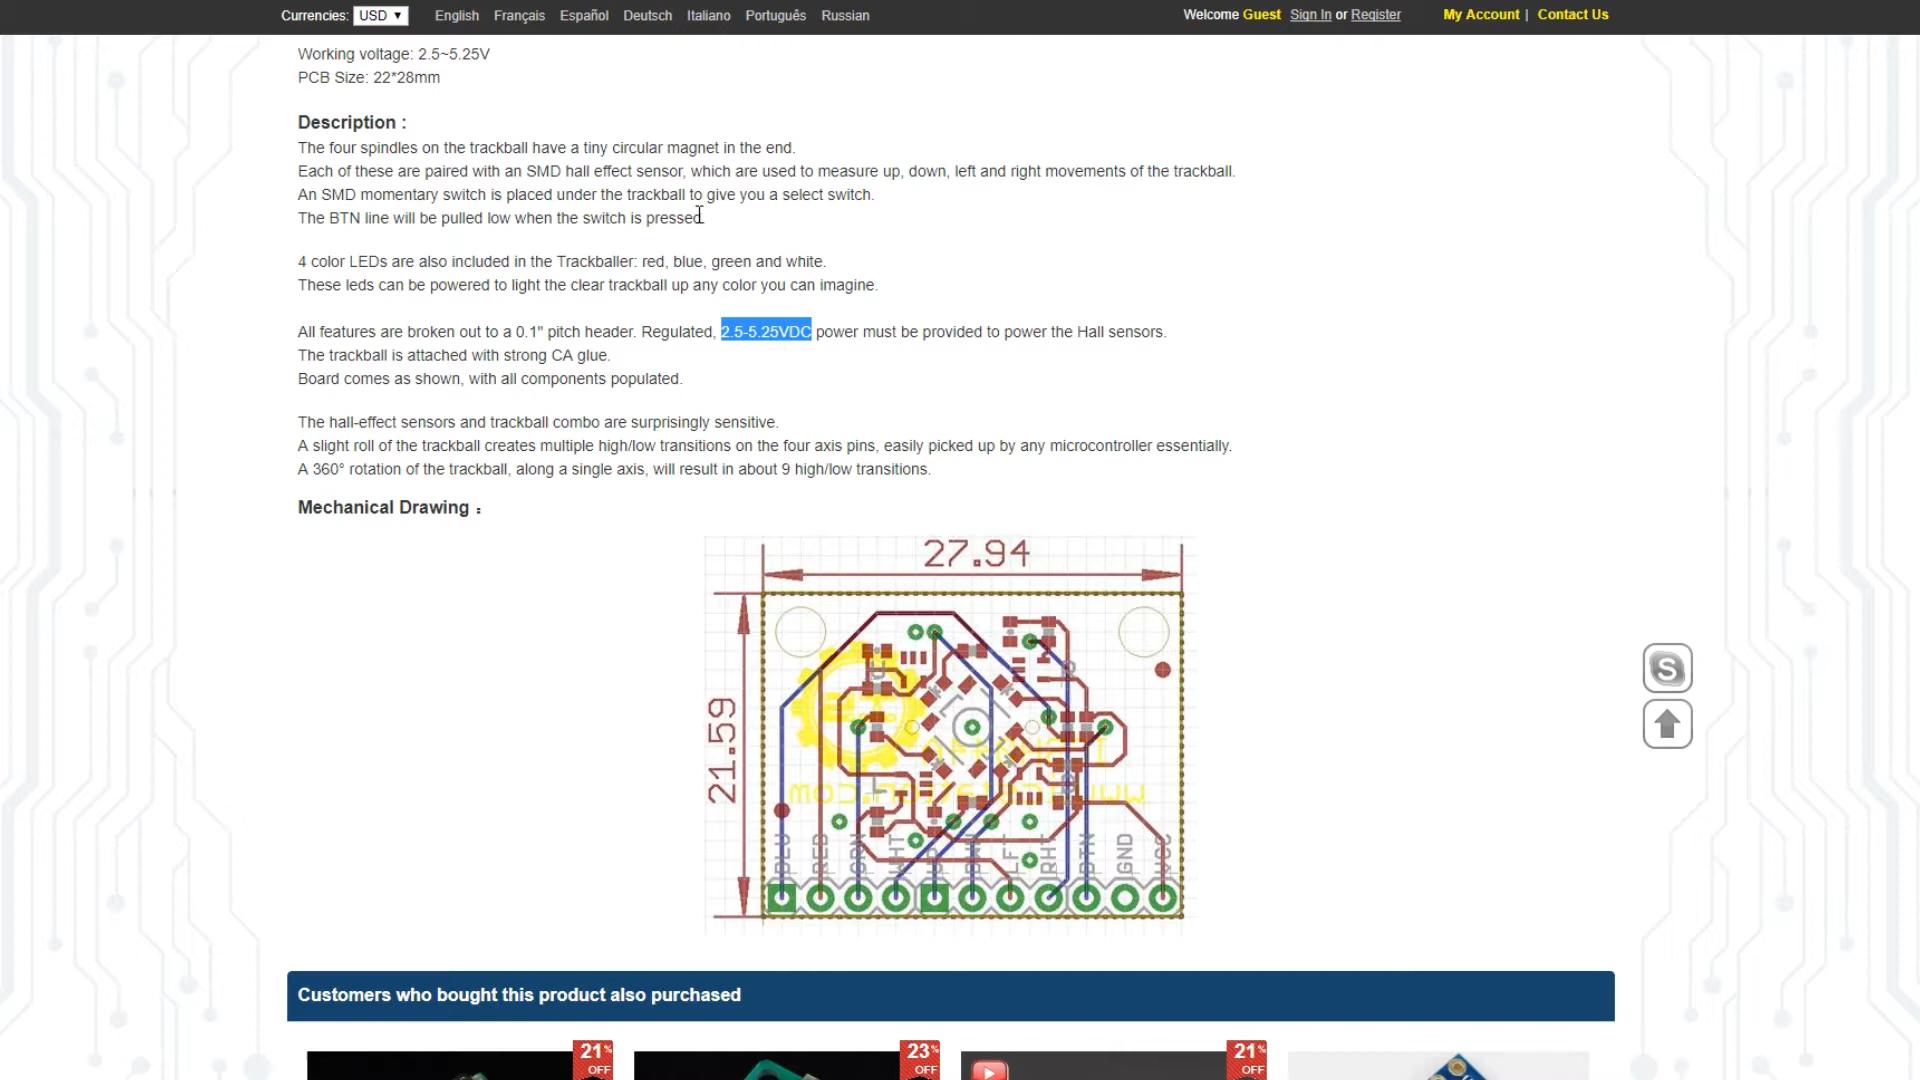 Currencies: USD ▼ English Français Español Deutsch Italiano Português Russian Welcome Guest Sign In or Register My Account | Contact Us
Working voltage: 2.5~5.25V
PCB Size: 22*28mm
Description :
The four spindles on the trackball have a tiny circular magnet in the end.
Each of these are paired with an SMD hall effect sensor, which are used to measure up, down, left and right movements of the trackball.
An SMD momentary switch is placed under the trackball to give you a select switch.
The BTN line will be pulled low when the switch is pressed.
4 color LEDs are also included in the Trackballer: red, blue, green and white.
These leds can be powered to light the clear trackball up any color you can imagine.
All features are broken out to a 0.1" pitch header. Regulated, 2.5-5.25VDC power must be provided to power the Hall sensors.
The trackball is attached with strong CA glue.
Board comes as shown, with all components populated.
The hall-effect sensors and trackball combo are surprisingly sensitive.
A slight roll of the trackball creates multiple high/low transitions on the four axis pins, easily picked up by any microcontroller essentially.
A 360° rotation of the trackball, along a single axis, will result in about 9 high/low transitions.
Mechanical Drawing :
27.94
21.59
BLU RED GRN WHT UP LFT RHT BTN GND VCC
Customers who bought this product also purchased
21% OFF
23% OFF
21% OFF